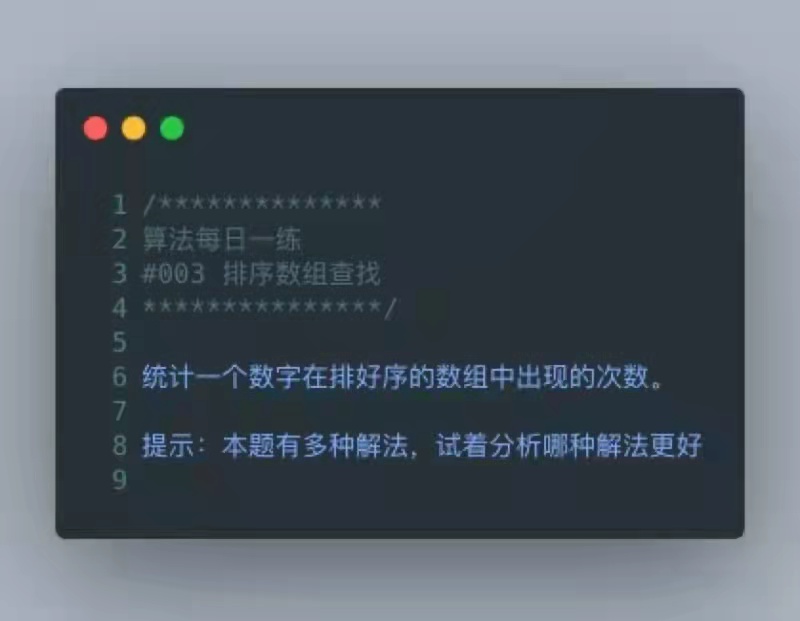 1 /**************
2 算法每日一练
3 #003 排序数组查找
4 ***************/
5
6 统计一个数字在排好序的数组中出现的次数。
7
8 提示：本题有多种解法，试着分析哪种解法更好
9